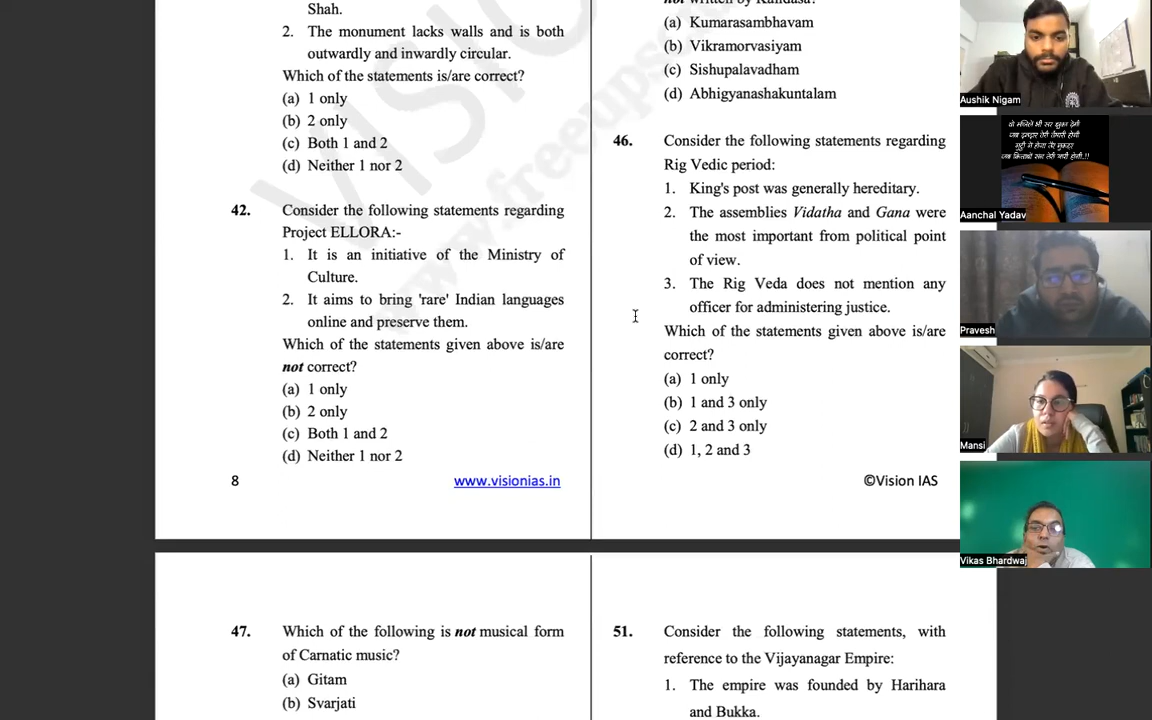 Shah.
2. The monument lacks walls and is both
outwardly and inwardly circular.
Which of the statements is/are correct?
(a) 1 only
(b) 2 only
(c) Both 1 and 2
(d) Neither 1 nor 2
42. Consider the following statements regarding
Project ELLORA:-
1. It is an initiative of the Ministry of
Culture.
2. It aims to bring 'rare' Indian languages
online and preserve them.
Which of the statements given above is/are
not correct?
(a) 1 only
(b) 2 only
(c) Both 1 and 2
(d) Neither 1 nor 2
8 www.visionias.in
(a) Kumarasambhavam
(b) Vikramorvasiyam
(c) Sishupalavadham
(d) Abhigyanashakuntalam
46. Consider the following statements regarding
Rig Vedic period:
1. King's post was generally hereditary.
2. The assemblies Vidatha and Gana were
the most important from political point
of view.
3. The Rig Veda does not mention any
officer for administering justice.
Which of the statements given above is/are
correct?
(a) 1 only
(b) 1 and 3 only
(c) 2 and 3 only
(d) 1, 2 and 3
©Vision IAS
47. Which of the following is not musical form
of Carnatic music?
(a) Gitam
(b) Svarjati
51. Consider the following statements, with
reference to the Vijayanagar Empire:
1. The empire was founded by Harihara
and Bukka.
Aushik Nigam
Aanchal Yadav
Pravesh
Mansi
Vikas Bhardwaj